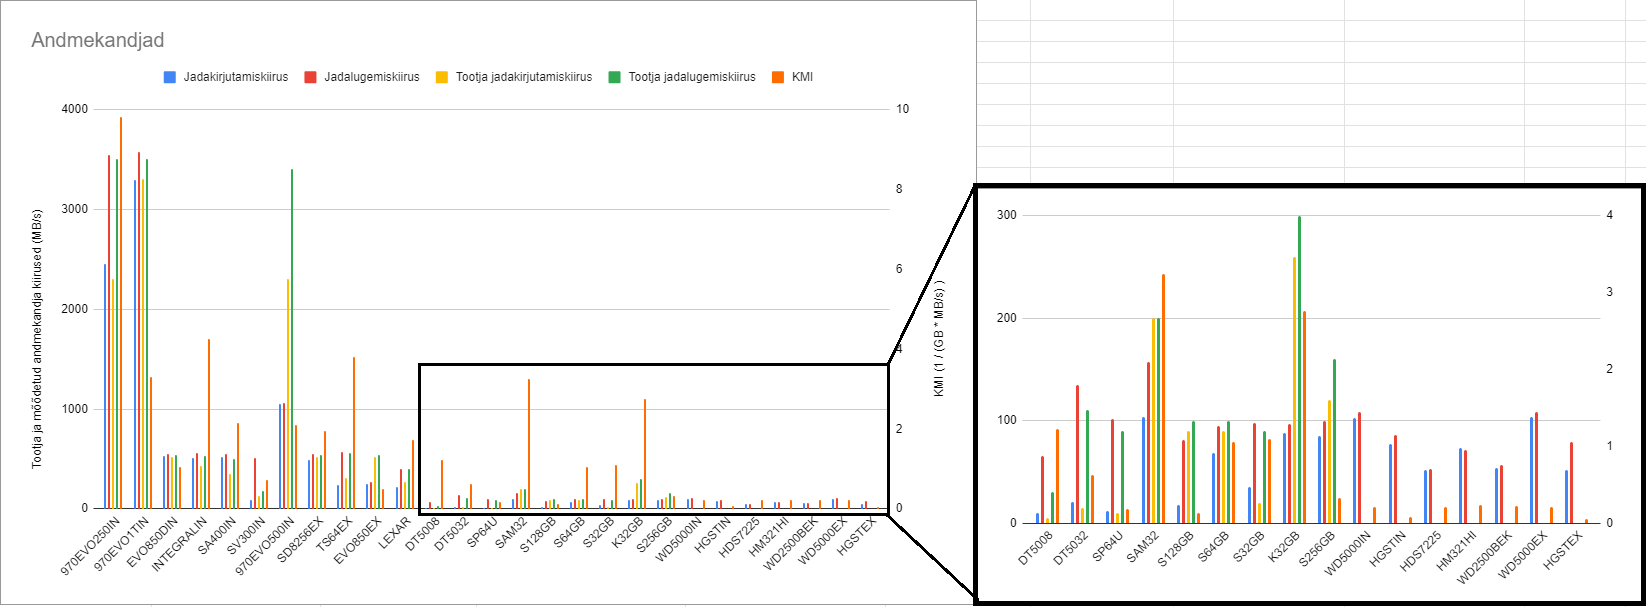 Andmekandjad
Jadakirjutamiskiirus Jadalugemiskiirus Tootja jadakirjutamiskiirus Tootja jadalugemiskiirus KMI
Tootja ja mõõdetud andmekandja kiirused (MB/s)
4000
3000
2000
1000
0
10
8
6
4
2
0
KMI (1 / (GB * MB/s) )
970EVO250IN
970EVO1TIN
EVO850DIN
INTEGRALIN
SA400IN
SV300IN
970EVO500IN
SD8256EX
TS64EX
EVO850EX
LEXAR
DT5008
DT5032
SP64U
SAM32
S128GB
S64GB
S32GB
K32GB
S256GB
WD5000IN
HGSTIN
HDS7225
HM321HI
WD2500BEK
WD5000EX
HGSTEX
300
200
100
0
4
3
2
1
0
DT5008
DT5032
SP64U
SAM32
S128GB
S64GB
S32GB
K32GB
S256GB
WD5000IN
HGSTIN
HDS7225
HM321HI
WD2500BEK
WD5000EX
HGSTEX